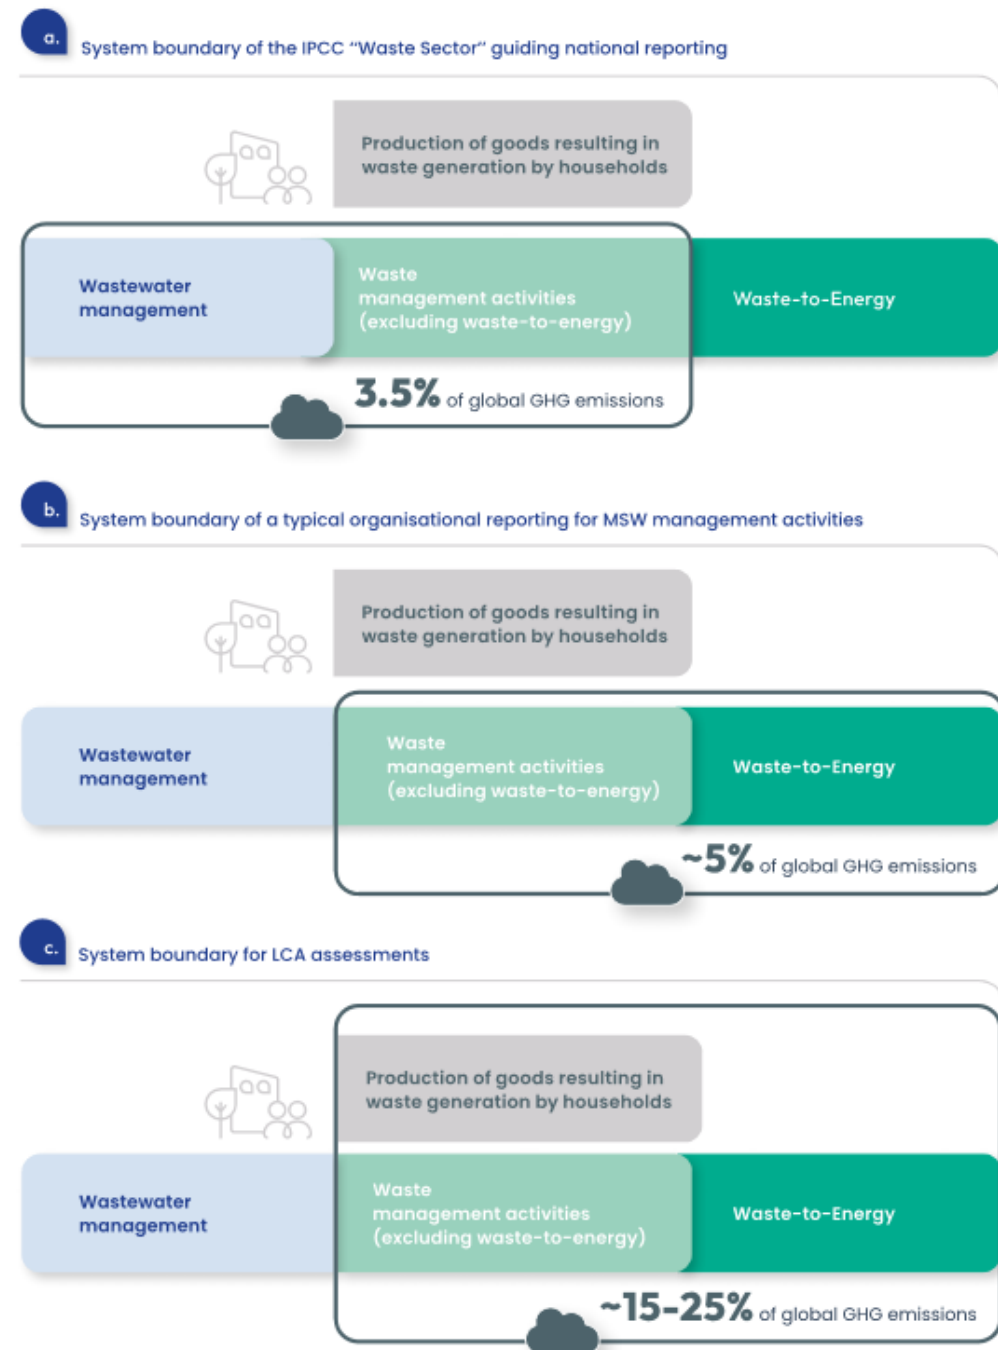 a.
System boundary of the IPCC “Waste Sector” guiding national reporting
Production of goods resulting in
waste generation by households
Wastewater
management
Waste
management activities
(excluding waste-to-energy)
Waste-to-Energy
3.5% of global GHG emissions
b.
System boundary of a typical organisational reporting for MSW management activities
Production of goods resulting in
waste generation by households
Wastewater
management
Waste
management activities
(excluding waste-to-energy)
Waste-to-Energy
~5% of global GHG emissions
c.
System boundary for LCA assessments
Production of goods resulting in
waste generation by households
Wastewater
management
Waste
management activities
(excluding waste-to-energy)
Waste-to-Energy
~15-25% of global GHG emissions